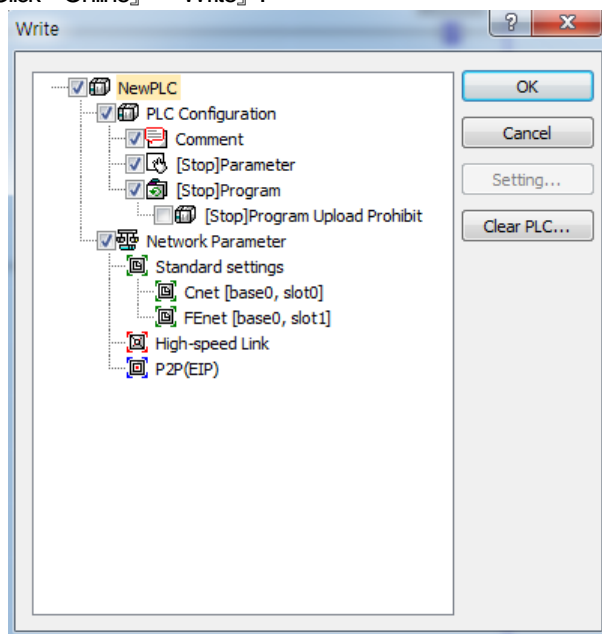 Write
NewPLC
PLC Configuration
Comment
[Stop]Parameter
[Stop]Program
[Stop]Program Upload Prohibit
Network Parameter
Standard settings
Cnet [base0, slot0]
FEnet [base0, slot1]
High-speed Link
P2P(EIP)
OK
Cancel
Setting...
Clear PLC...